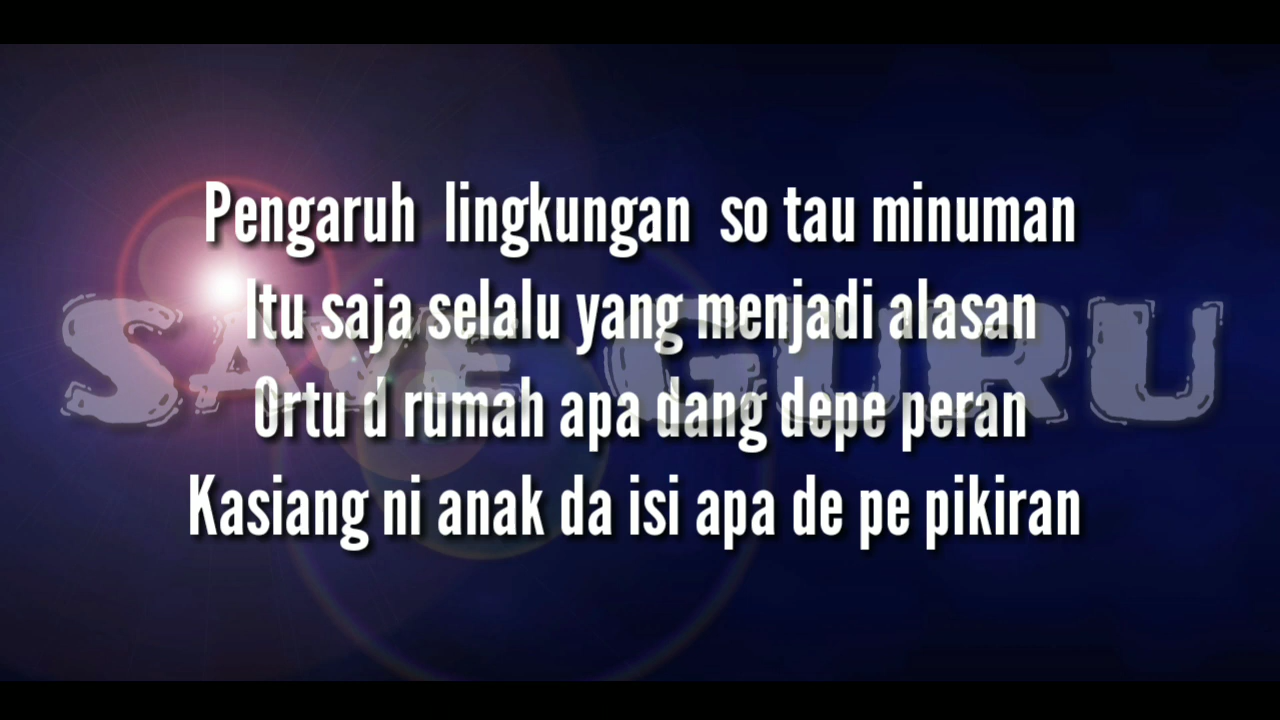 Pengaruh lingkungan so tau minuman
Itu saja selalu yang menjadi alasan
Ortu d rumah apa dang depe peran
Kasiang ni anak da isi apa de pe pikiran
SAVE GURU